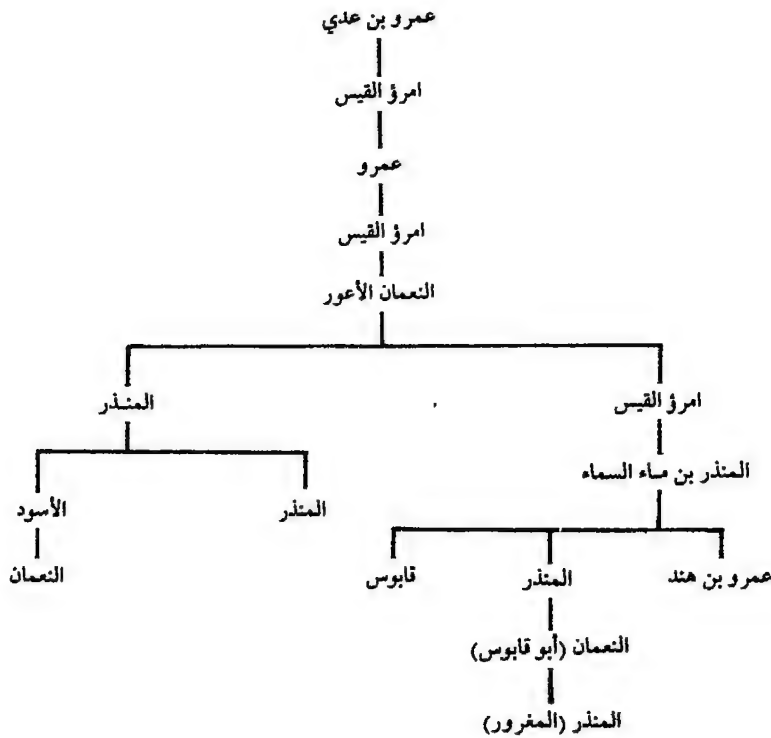 عمرو بن عدي
امرؤ القيس
عمرو
امرؤ القيس
النعمان الأعور
امرؤ القيس
المنذر
المنذر بن ماء السماء
المنذر
الأسود
عمرو بن هند
المنذر
قابوس
النعمان
النعمان (أبو قابوس)
المنذر (المغرور)